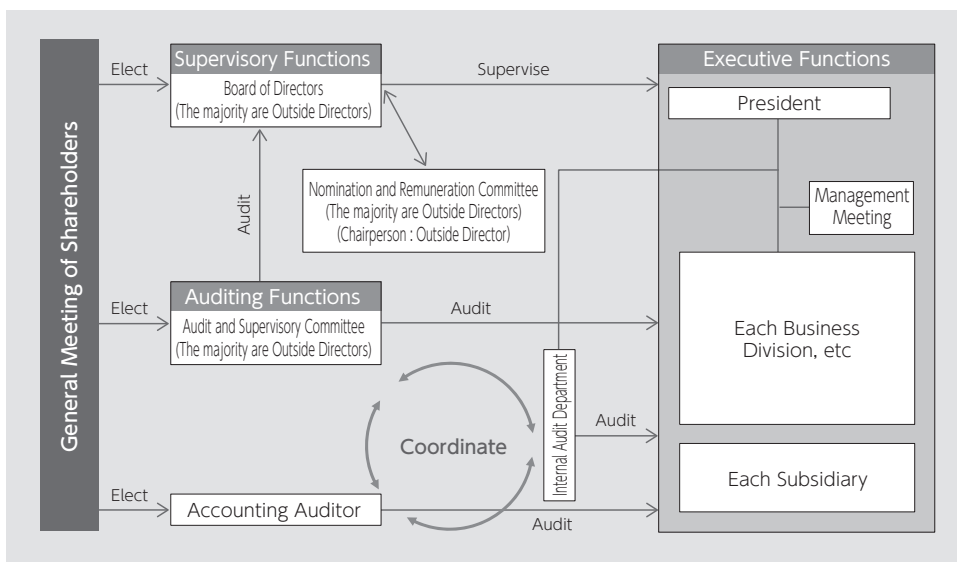 General Meeting of Shareholders
Elect
Supervisory Functions
Board of Directors
(The majority are Outside Directors)
Supervise
Executive Functions
President
Nomination and Remuneration Committee
(The majority are Outside Directors)
(Chairperson : Outside Director)
Management
Meeting
Audit
Elect
Auditing Functions
Audit and Supervisory Committee
(The majority are Outside Directors)
Audit
Each Business
Division, etc
Coordinate
Internal Audit Department
Audit
Each Subsidiary
Elect
Accounting Auditor
Audit